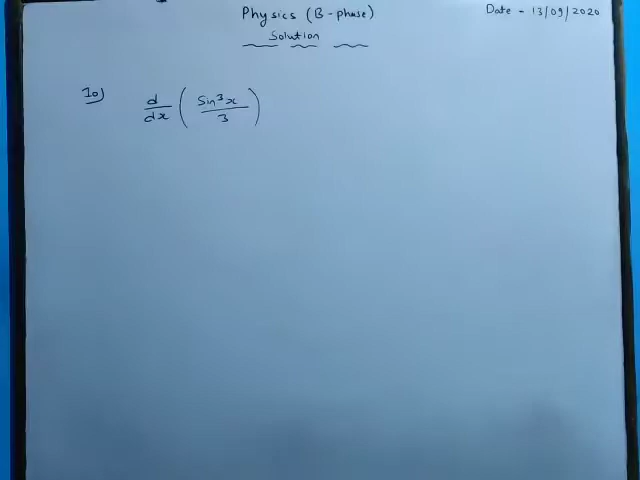 Physics (B-phase)
Date - 13/09/2020
Solution
10) d/dx (sin³x/3)